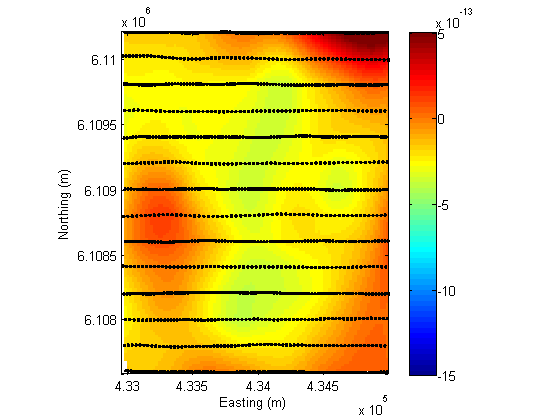 x 10^6
6.11
6.1095
6.109
6.1085
6.108
Northing (m)
4.33 4.335 4.34 4.345
Easting (m)
x 10^5
x 10^-13
5
0
-5
-10
-15